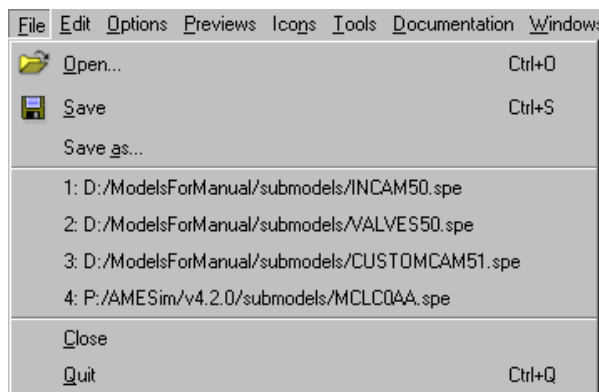 File Edit Options Previews Icons Tools Documentation Windows
Open... Ctrl+O
Save Ctrl+S
Save as...
1: D:/ModelsForManual/submodels/INCAM50.spe
2: D:/ModelsForManual/submodels/VALVES50.spe
3: D:/ModelsForManual/submodels/CUSTOMCAM51.spe
4: P:/AMESim/v4.2.0/submodels/MCLC0AA.spe
Close
Quit Ctrl+Q